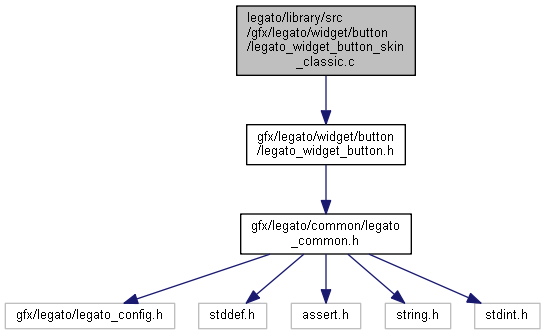 legato/library/src
/gfx/legato/widget/button
/legato_widget_button_skin
_classic.c
gfx/legato/widget/button
/legato_widget_button.h
gfx/legato/common/legato
_common.h
gfx/legato/legato_config.h
stddef.h
assert.h
string.h
stdint.h